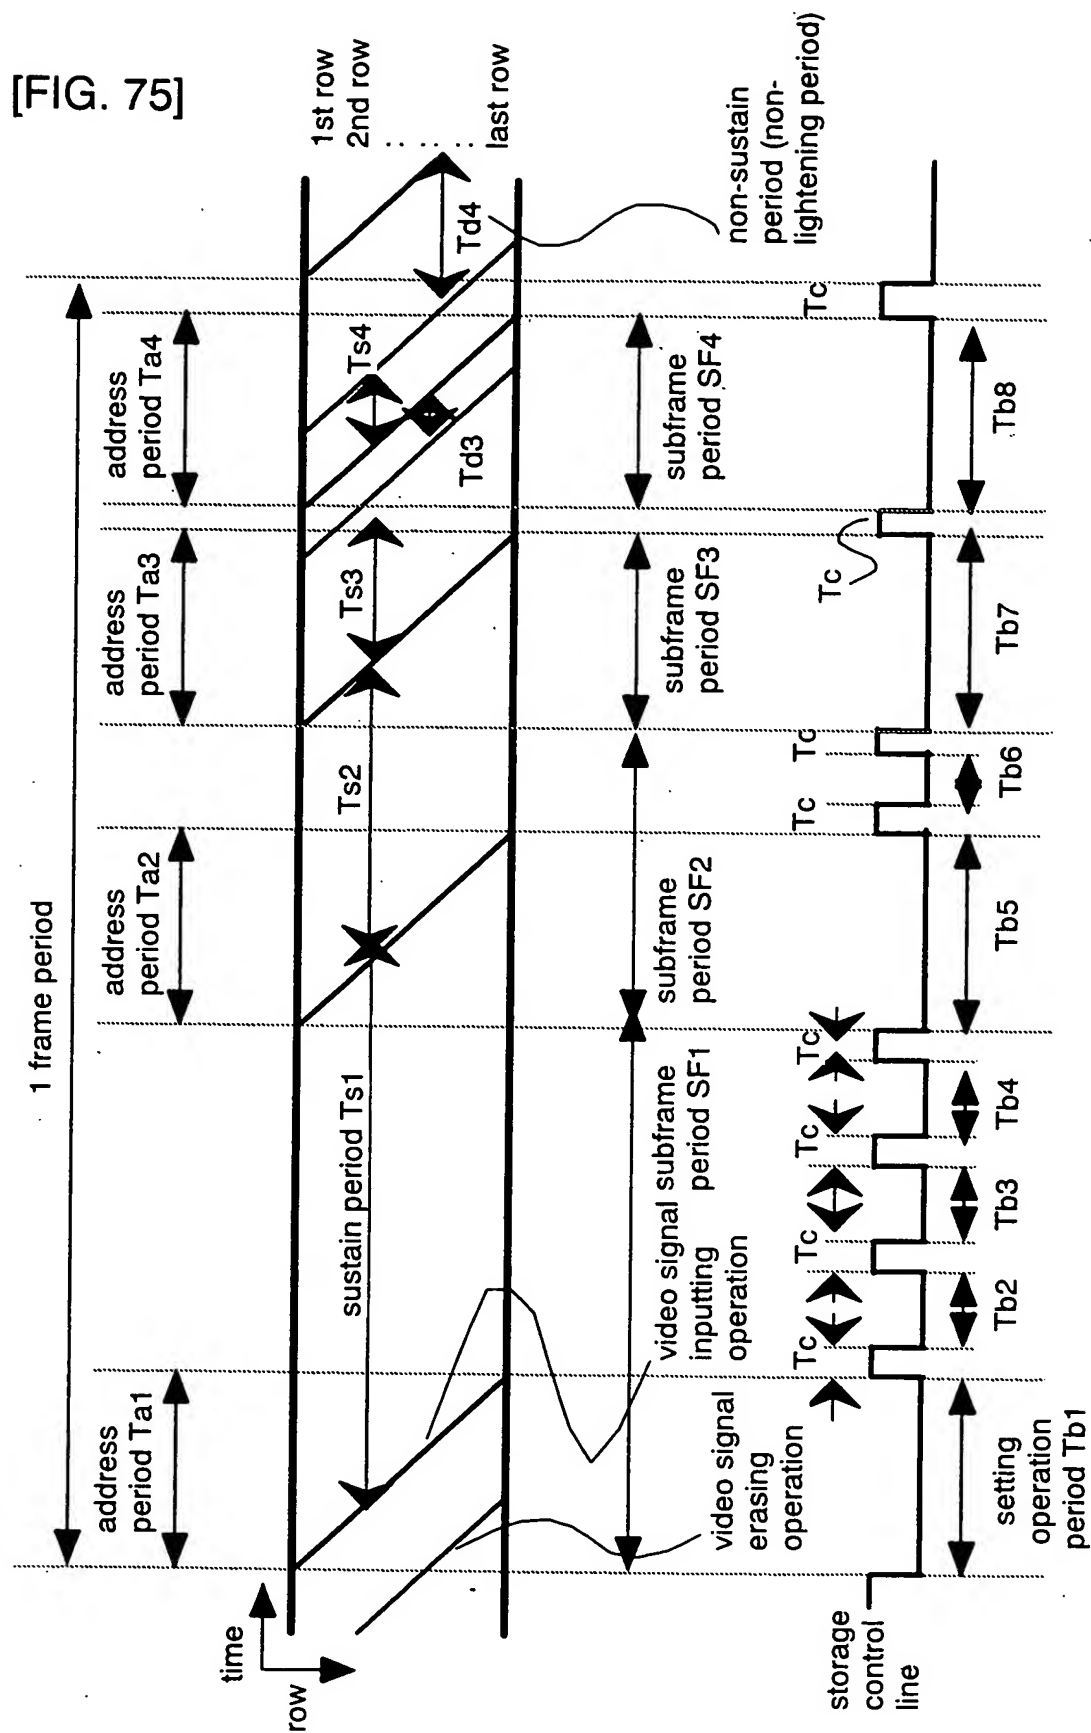 [FIG. 75]
1 frame period
address
period Ta1
address
period Ta2
address
period Ta3
address
period Ta4
time
row
sustain period Ts1
Ts2
Ts3
Ts4
Td3
Td4
1st row
2nd row
last row
video signal
erasing
operation
video signal
inputting
operation
subframe
period SF1
subframe
period SF2
subframe
period SF3
subframe
period SF4
non-sustain
period (non-
lightening period)
storage
control
line
Tc
Tc
Tc
Tc
Tc
Tc
Tc
Tc
setting
operation
period Tb1
Tb2
Tb3
Tb4
Tb5
Tb6
Tb7
Tb8